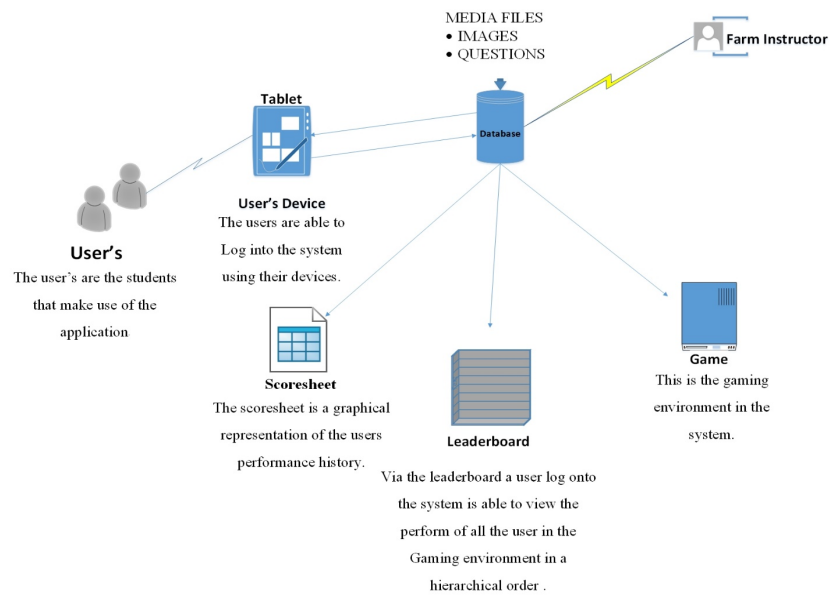 MEDIA FILES
• IMAGES
• QUESTIONS
Farm Instructor
Tablet
Database
User's Device
The users are able to
Log into the system
using their devices.
User's
The user's are the students
that make use of the
application
Scoresheet
The scoresheet is a graphical
representation of the users
performance history.
Leaderboard
Via the leaderboard a user log onto
the system is able to view the
perform of all the user in the
Gaming environment in a
hierarchical order .
Game
This is the gaming
environment in the
system.